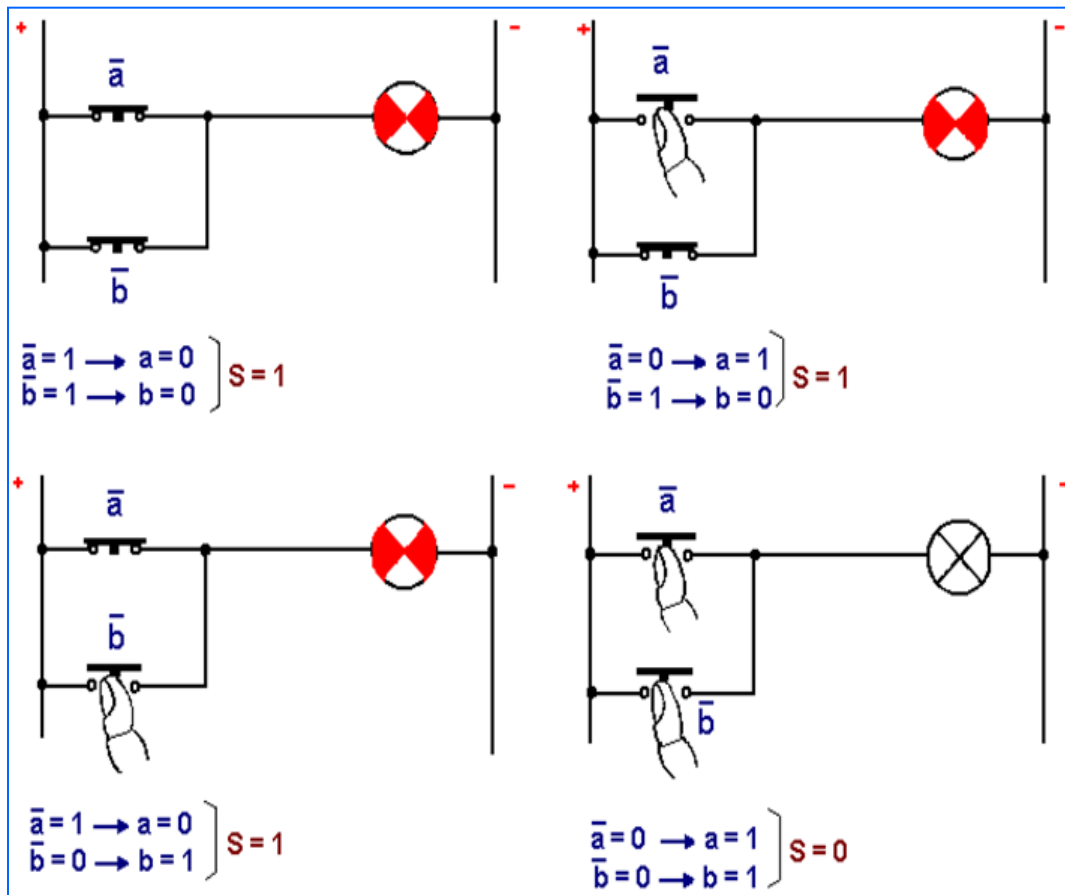 + −
a̅
b̅
a̅ = 1 → a = 0
b̅ = 1 → b = 0
S = 1
+ −
a̅
b̅
a̅ = 0 → a = 1
b̅ = 1 → b = 0
S = 1
+ −
a̅
b̅
a̅ = 1 → a = 0
b̅ = 0 → b = 1
S = 1
+ −
a̅
b̅
a̅ = 0 → a = 1
b̅ = 0 → b = 1
S = 0